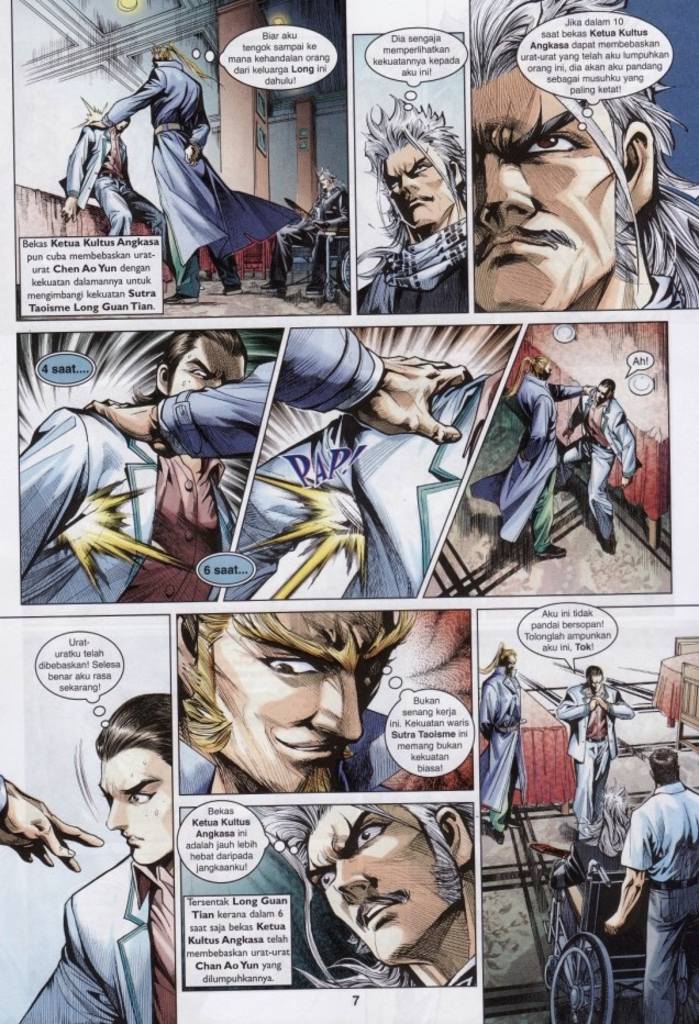 Biar aku
tengok sampai ke
mana kehandalan orang
dari keluarga Long ini
dahulu!
Dia sengaja
memperlihatkan
kekuatannya kepada
aku ini!
Jika dalam 10
saat bekas Ketua Kultus
Angkasa dapat membebaskan
urat-urat yang telah aku lumpuhkan
orang ini, dia akan aku pandang
sebagai musuhku yang
paling ketat!
Bekas Ketua Kultus Angkasa
pun cuba membebaskan urat-
urat Chen Ao Yun dengan
kekuatan dalamannya untuk
mengimbangi kekuatan Sutra
Taoisme Long Guan Tian.
4 saat....
6 saat...
PAP!
Ah!
Urat-
uratku telah
dibebaskan! Selesa
benar aku rasa
sekarang!
Bukan
senang kerja
ini. Kekuatan waris
Sutra Taoisme ini
memang bukan
kekuatan
biasa!
Aku ini tidak
pandai bersopan!
Tolonglah ampunkan
aku ini, Tok!
Bekas
Ketua Kultus
Angkasa ini
adalah jauh lebih
hebat daripada
jangkaanku!
Tersentak Long Guan
Tian kerana dalam 6
saat saja bekas Ketua
Kultus Angkasa telah
membebaskan urat-urat
Chan Ao Yun yang
dilumpuhkannya.
7